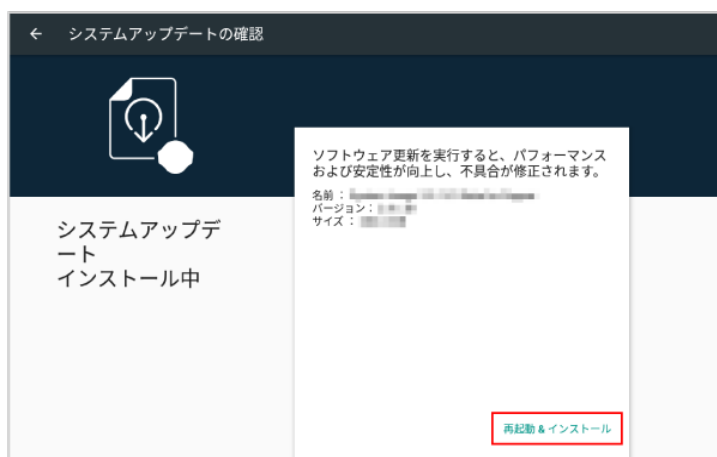 システムアップデートの確認
ソフトウェア更新を実行すると、パフォーマンス
および安定性が向上し、不具合が修正されます。
名前：
バージョン：
サイズ：
システムアップデ
ート
インストール中
再起動 & インストール